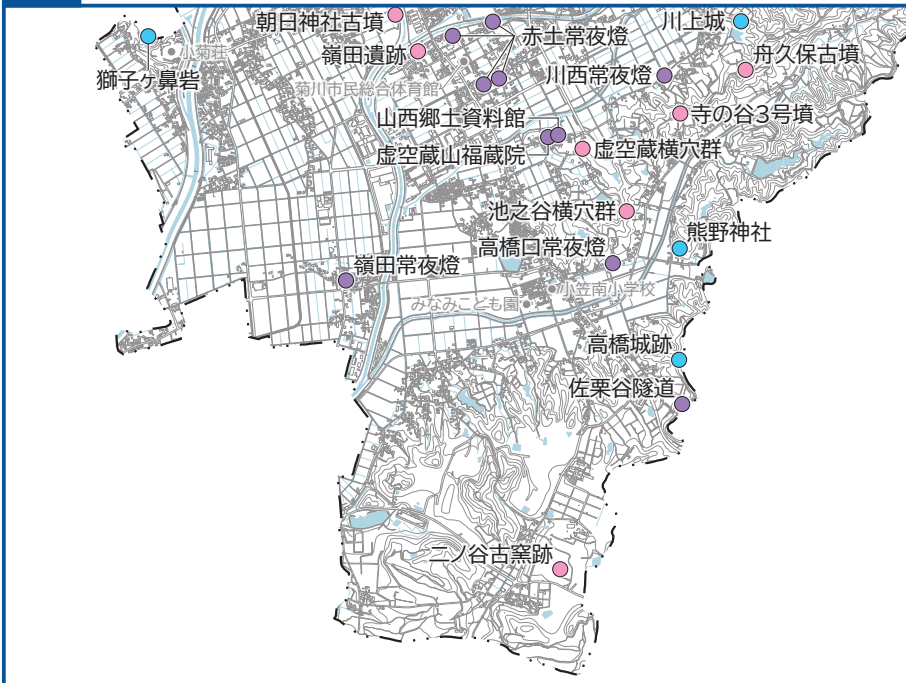 朝日神社古墳
川上城
赤土常夜燈
小菊荘
嶺田遺跡
舟久保古墳
獅子ヶ鼻砦
川西常夜燈
菊川市民総合体育館
山西郷土資料館
寺の谷3号墳
虚空蔵山福蔵院
虚空蔵横穴群
池之谷横穴群
熊野神社
高橋口常夜燈
嶺田常夜燈
小笠南小学校
みなみこども園
高橋城跡
佐栗谷隧道
二ノ谷古窯跡